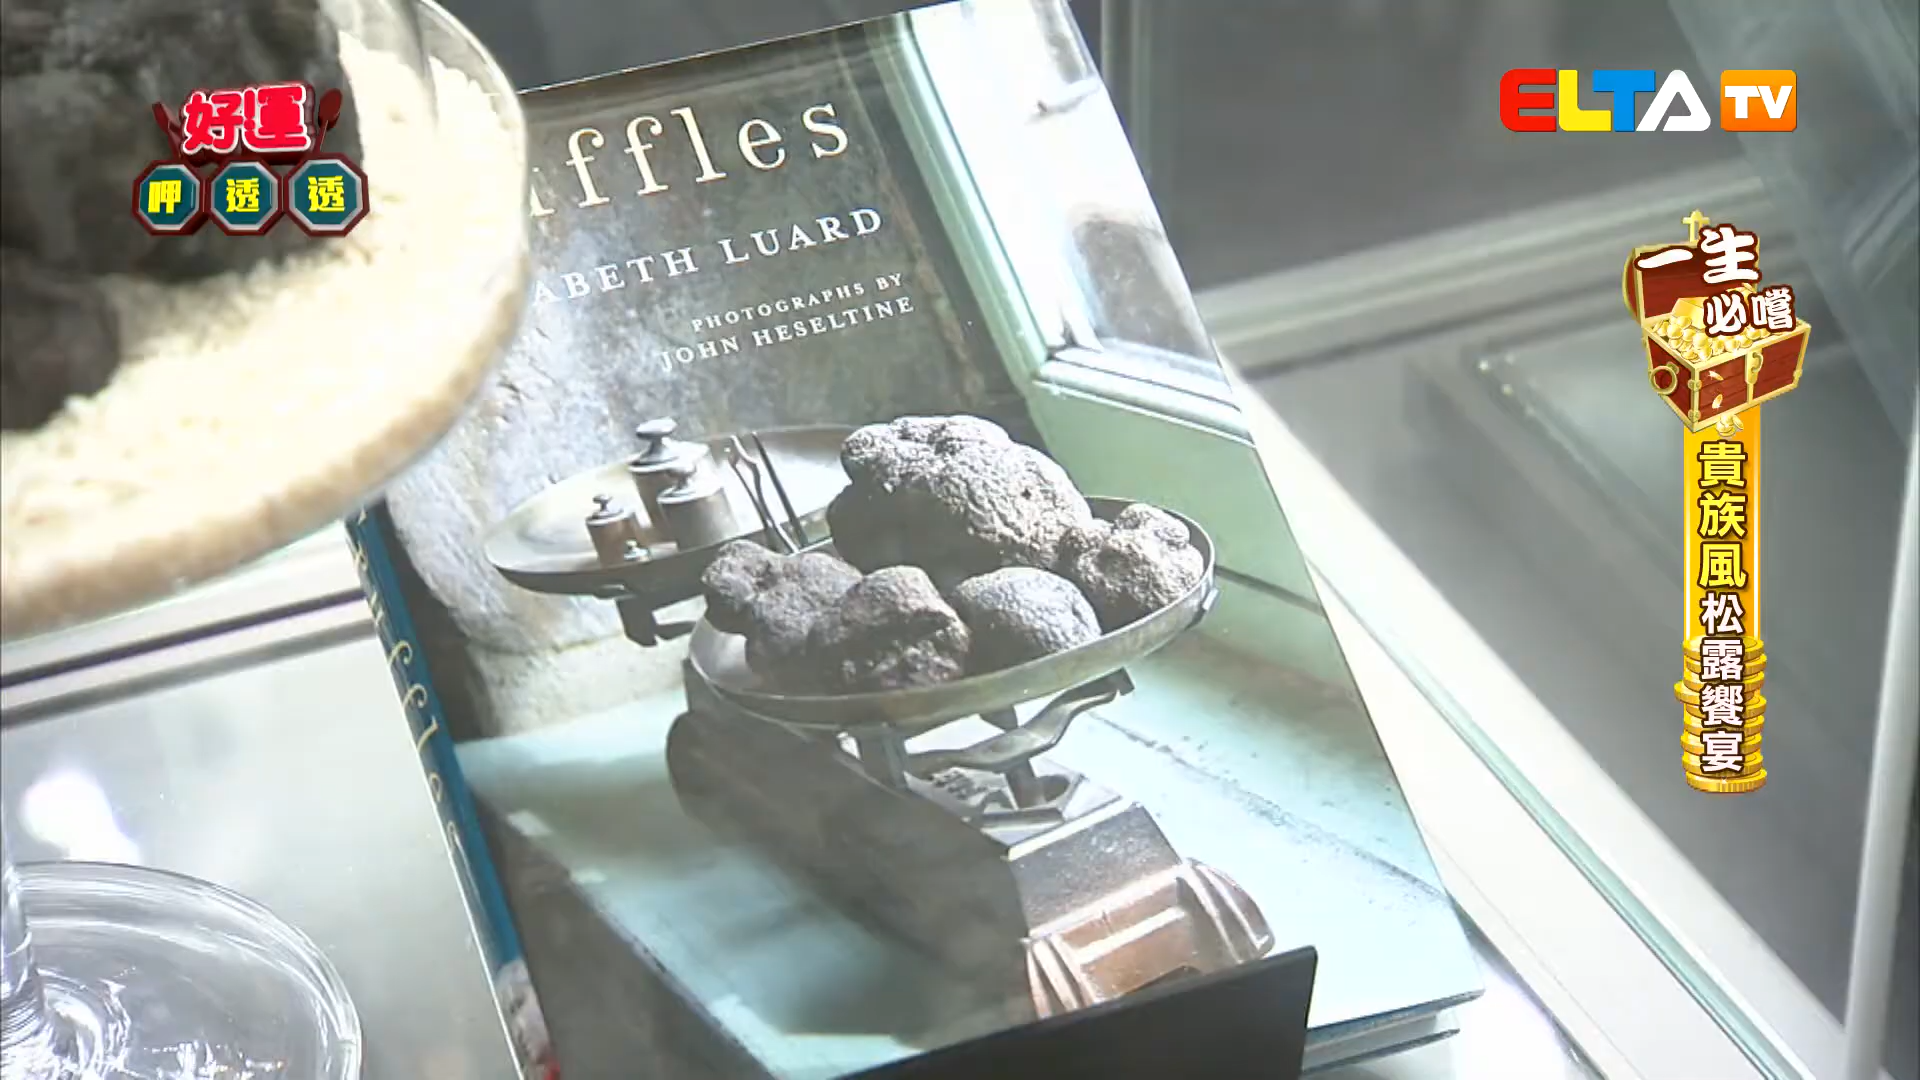 好運
呷透透
ELTA TV
一生
必嚐
貴族風松露饗宴
ffles
ABETH LUARD
PHOTOGRAPHS BY
JOHN HESELTINE